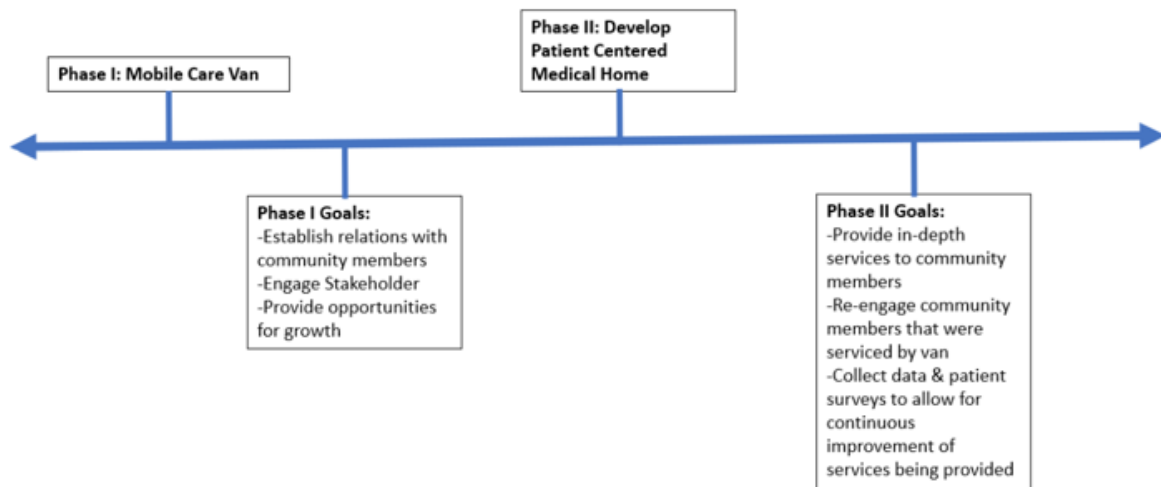 Phase I: Mobile Care Van
Phase II: Develop
Patient Centered
Medical Home
Phase I Goals:
-Establish relations with
community members
-Engage Stakeholder
-Provide opportunities
for growth
Phase II Goals:
-Provide in-depth
services to community
members
-Re-engage community
members that were
serviced by van
-Collect data & patient
surveys to allow for
continuous
improvement of
services being provided